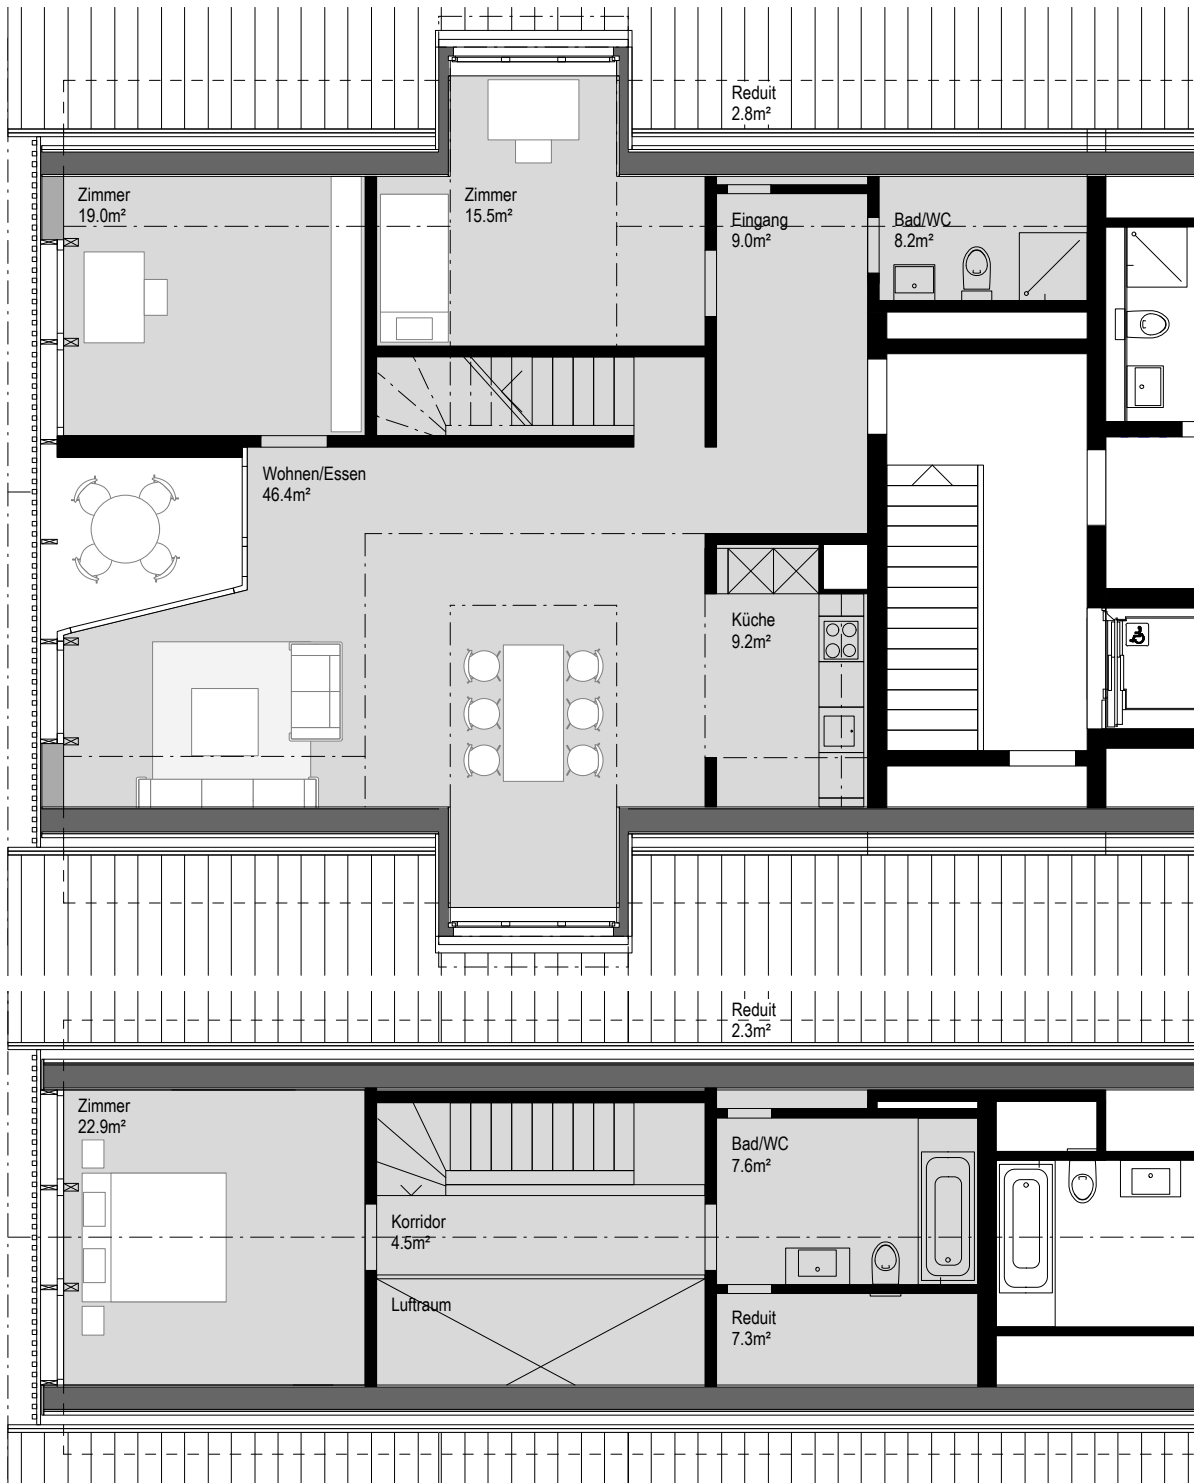 Reduit
2.8m²
Zimmer
19.0m²
Zimmer
15.5m²
Eingang
9.0m²
Bad/WC
8.2m²
Wohnen/Essen
46.4m²
Küche
9.2m²
Reduit
2.3m²
Zimmer
22.9m²
Bad/WC
7.6m²
Korridor
4.5m²
Luftraum
Reduit
7.3m²